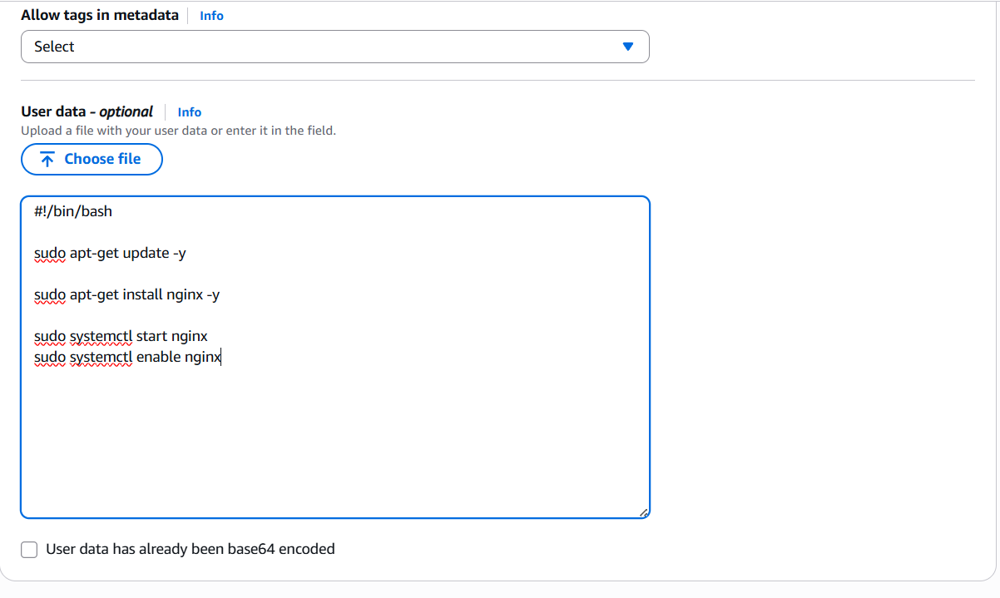 Allow tags in metadata Info
Select
User data - optional Info
Upload a file with your user data or enter it in the field.
Choose file
#!/bin/bash
sudo apt-get update -y
sudo apt-get install nginx -y
sudo systemctl start nginx
sudo systemctl enable nginx
User data has already been base64 encoded